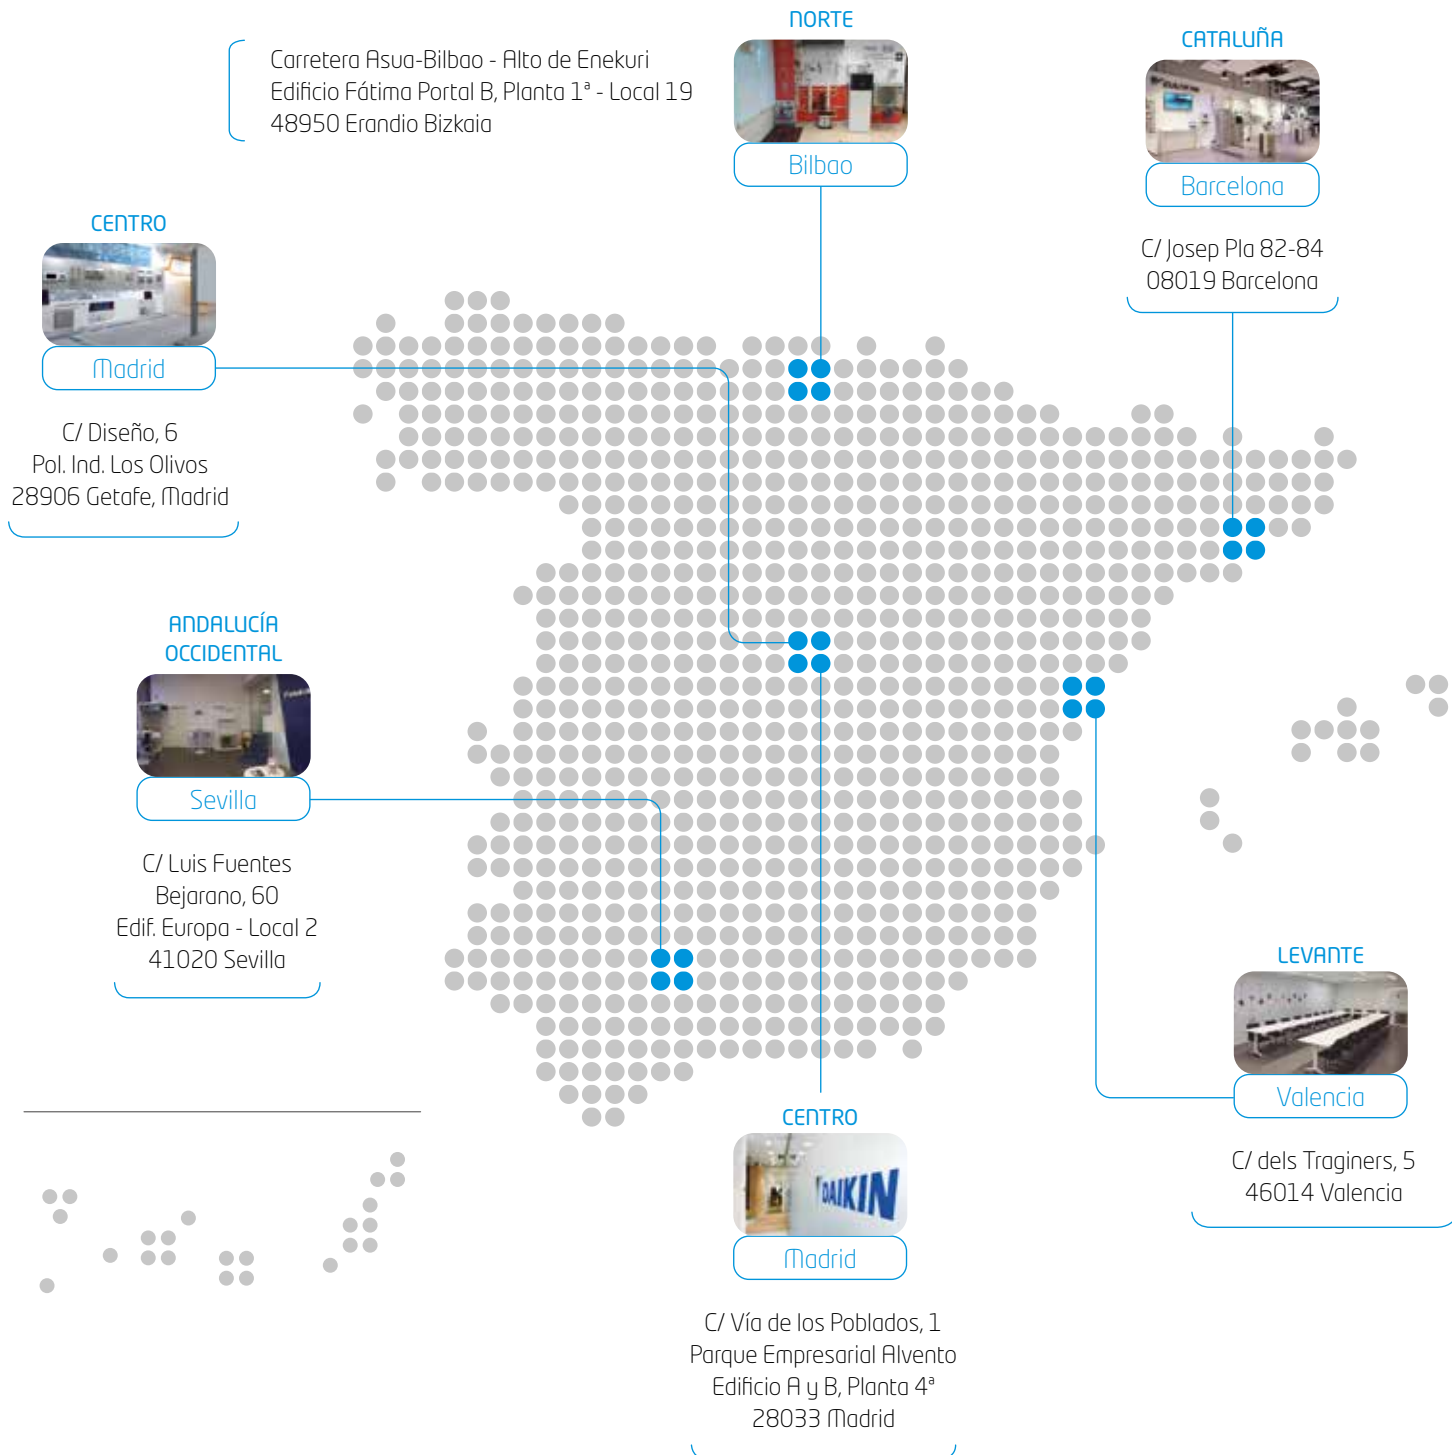 NORTE
Carretera Asua-Bilbao - Alto de Enekuri
Edificio Fátima Portal B, Planta 1ª - Local 19
48950 Erandio Bizkaia
Bilbao
CATALUÑA
Barcelona
C/ Josep Pla 82-84
08019 Barcelona
CENTRO
Madrid
C/ Diseño, 6
Pol. Ind. Los Olivos
28906 Getafe, Madrid
ANDALUCÍA
OCCIDENTAL
Sevilla
C/ Luis Fuentes
Bejarano, 60
Edif. Europa - Local 2
41020 Sevilla
LEVANTE
Valencia
C/ dels Traginers, 5
46014 Valencia
CENTRO
DAIKIN
Madrid
C/ Vía de los Poblados, 1
Parque Empresarial Alvento
Edificio A y B, Planta 4ª
28033 Madrid